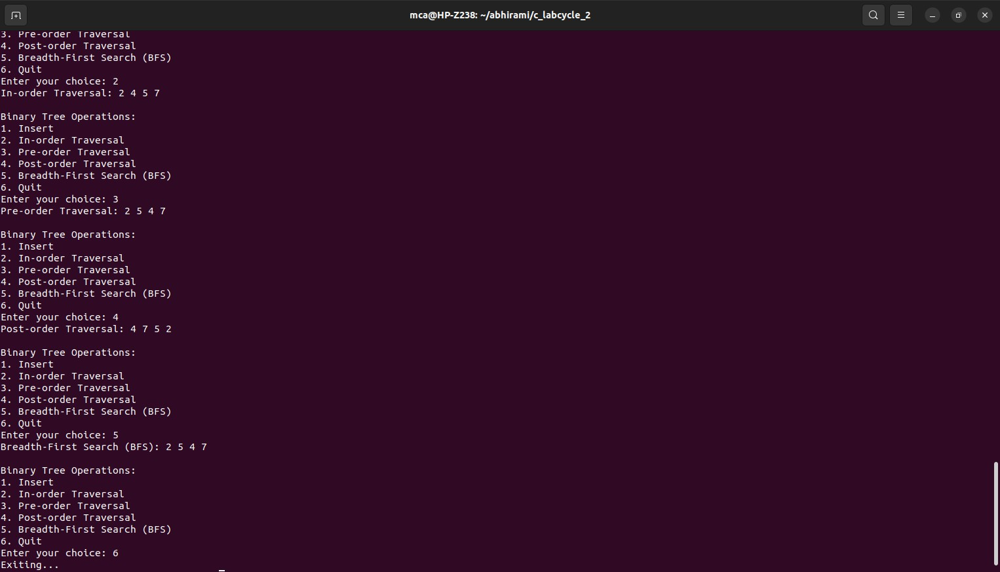 mca@HP-Z238: ~/abhirami/c_labcycle_2
3. Pre-order Traversal
4. Post-order Traversal
5. Breadth-First Search (BFS)
6. Quit
Enter your choice: 2
In-order Traversal: 2 4 5 7
Binary Tree Operations:
1. Insert
2. In-order Traversal
3. Pre-order Traversal
4. Post-order Traversal
5. Breadth-First Search (BFS)
6. Quit
Enter your choice: 3
Pre-order Traversal: 2 5 4 7
Binary Tree Operations:
1. Insert
2. In-order Traversal
3. Pre-order Traversal
4. Post-order Traversal
5. Breadth-First Search (BFS)
6. Quit
Enter your choice: 4
Post-order Traversal: 4 7 5 2
Binary Tree Operations:
1. Insert
2. In-order Traversal
3. Pre-order Traversal
4. Post-order Traversal
5. Breadth-First Search (BFS)
6. Quit
Enter your choice: 5
Breadth-First Search (BFS): 2 5 4 7
Binary Tree Operations:
1. Insert
2. In-order Traversal
3. Pre-order Traversal
4. Post-order Traversal
5. Breadth-First Search (BFS)
6. Quit
Enter your choice: 6
Exiting...